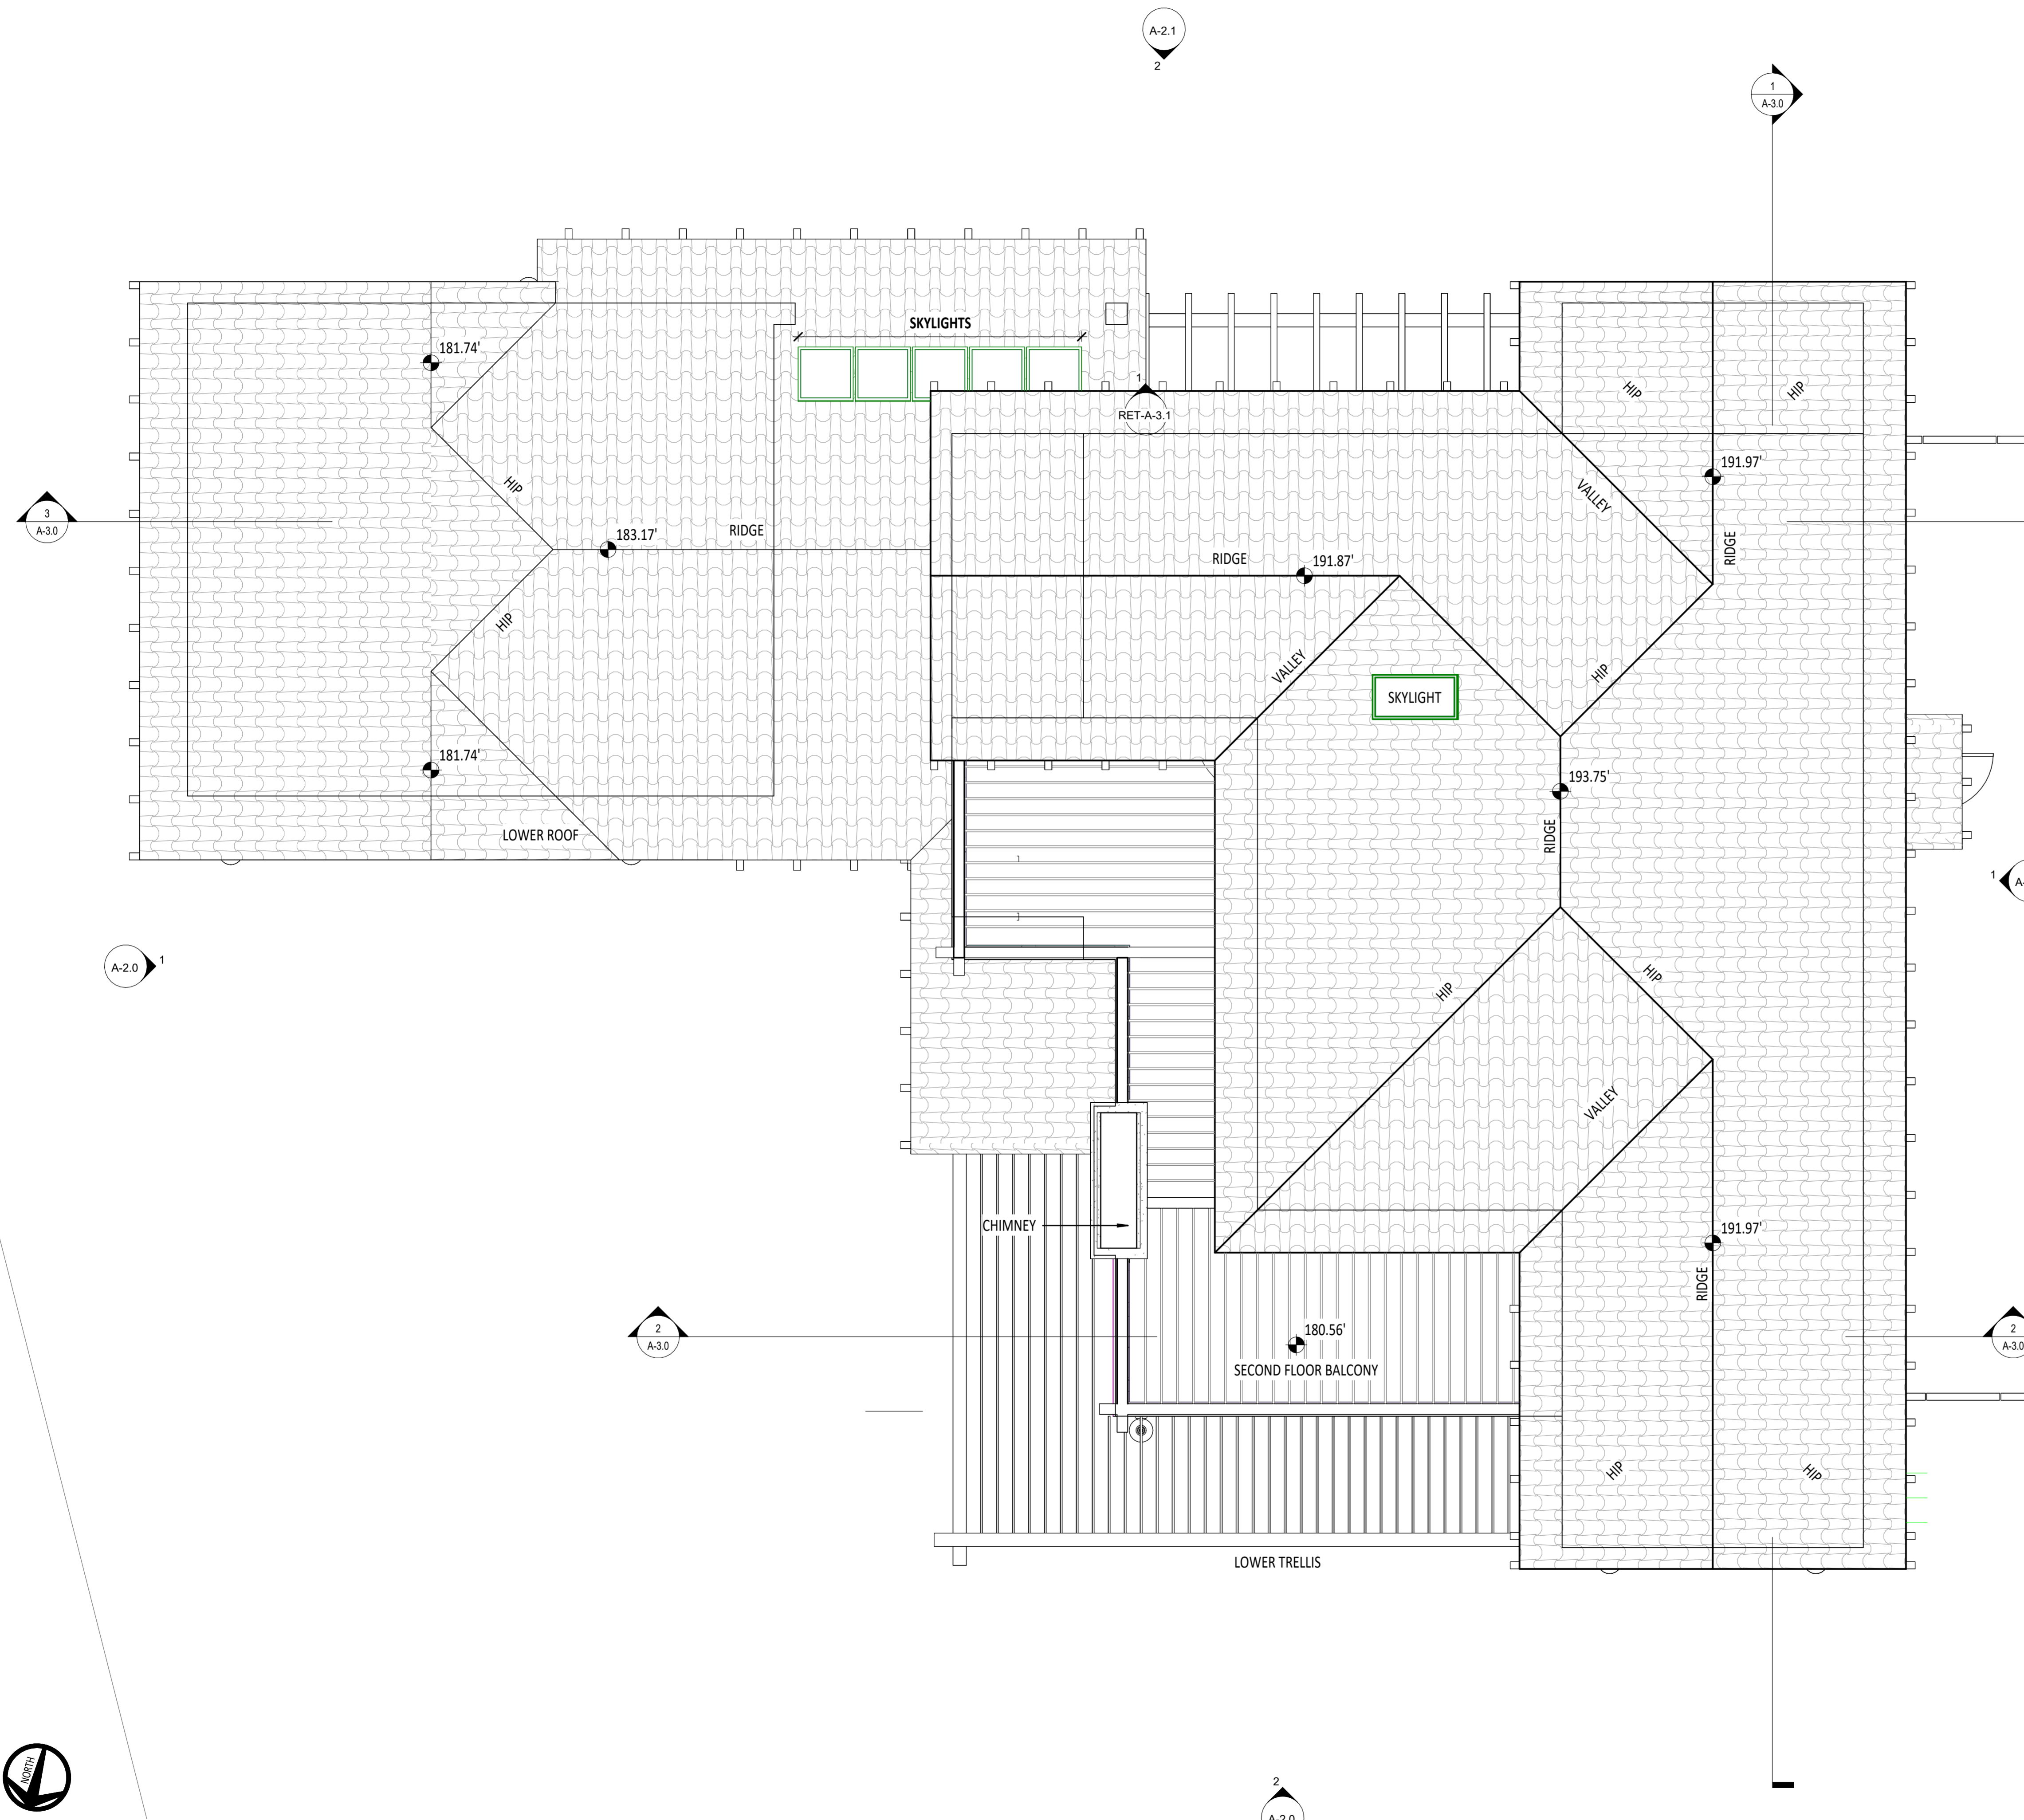 A-2.1
2
1
A-3.0
SKYLIGHTS
181.74'
HIP
HIP
1
RET-A-3.1
191.97'
HIP
VALLEY
3
A-3.0
183.17'
RIDGE
RIDGE
RIDGE
191.87'
HIP
VALLEY
HIP
SKYLIGHT
181.74'
193.75'
LOWER ROOF
RIDGE
1
A-2.0
1
HIP
HIP
VALLEY
CHIMNEY
191.97'
RIDGE
2
A-3.0
180.56'
SECOND FLOOR BALCONY
2
A-3.0
HIP
HIP
LOWER TRELLIS
NORTH
2
A-2.0